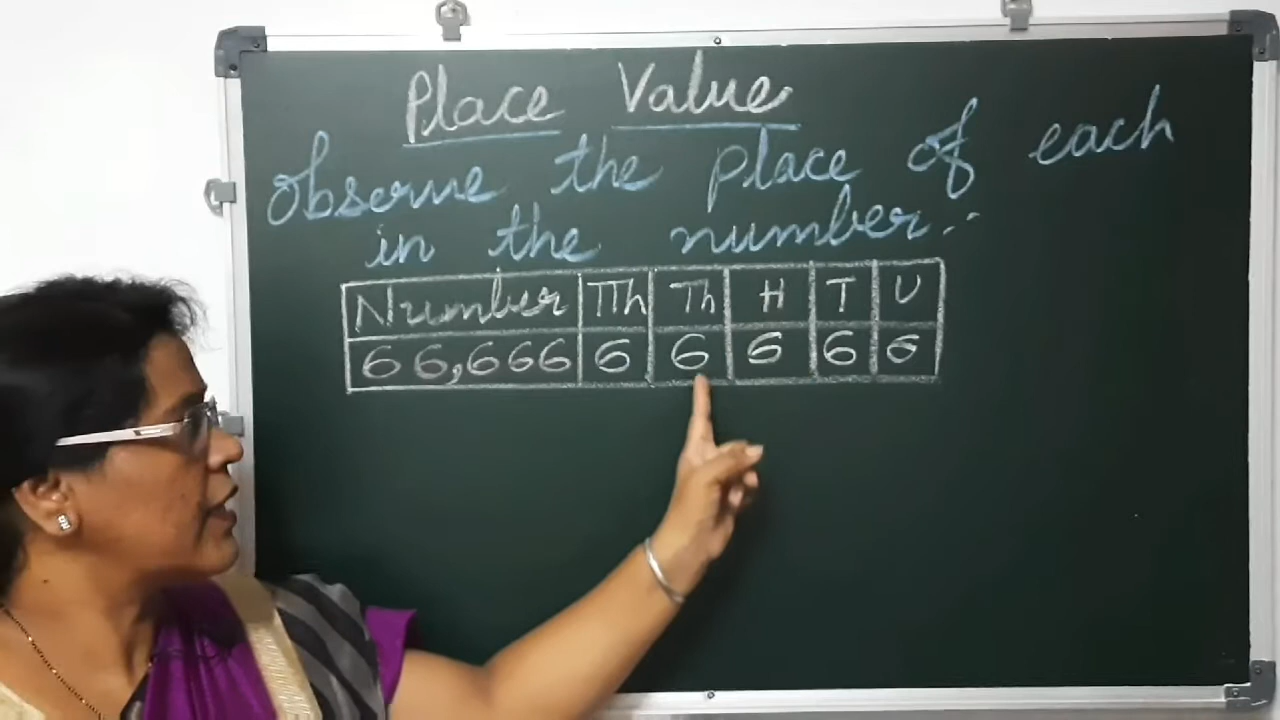 Place Value
Observe the place of each
in the number:
Number TTh Th H T U
66,666 6 6 6 6 6